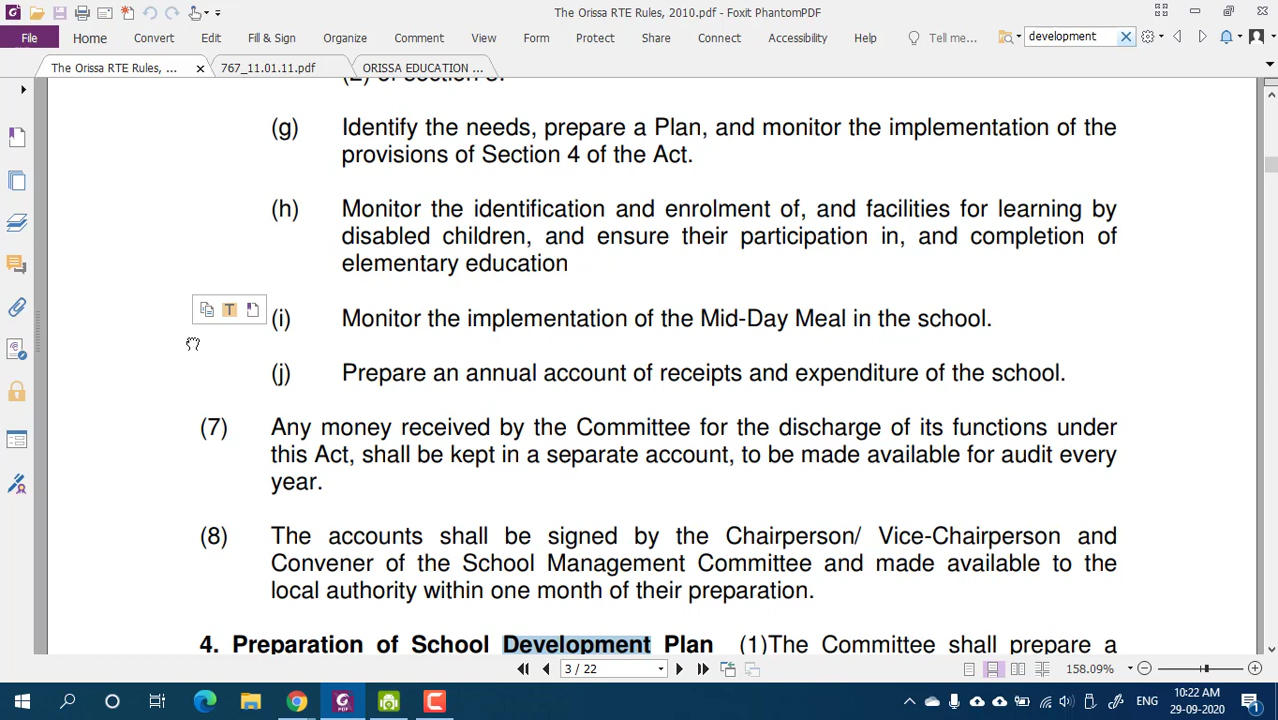 The Orissa RTE Rules, 2010.pdf - Foxit PhantomPDF
File Home Convert Edit Fill & Sign Organize Comment View Form Protect Share Connect Accessibility Help Tell me... development
The Orissa RTE Rules, ... 767_11.01.11.pdf ORISSA EDUCATION ...
(g) Identify the needs, prepare a Plan, and monitor the implementation of the
provisions of Section 4 of the Act.
(h) Monitor the identification and enrolment of, and facilities for learning by
disabled children, and ensure their participation in, and completion of
elementary education
(i) Monitor the implementation of the Mid-Day Meal in the school.
(j) Prepare an annual account of receipts and expenditure of the school.
(7) Any money received by the Committee for the discharge of its functions under
this Act, shall be kept in a separate account, to be made available for audit every
year.
(8) The accounts shall be signed by the Chairperson/ Vice-Chairperson and
Convener of the School Management Committee and made available to the
local authority within one month of their preparation.
4. Preparation of School Development Plan (1)The Committee shall prepare a
3 / 22 158.09%
ENG 10:22 AM
29-09-2020